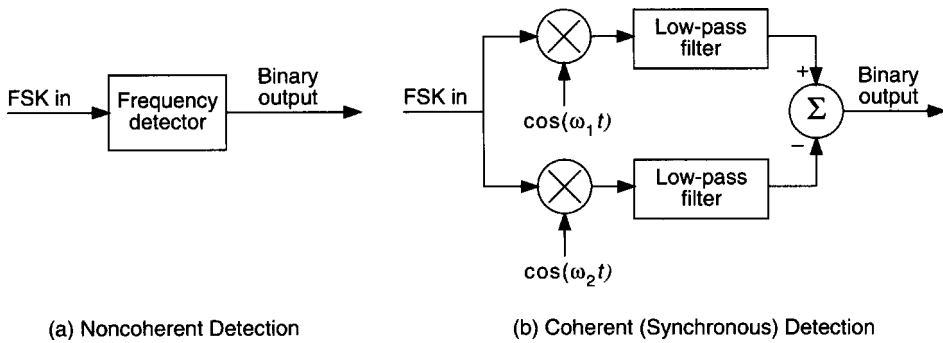 FSK in
Frequency
detector
Binary
output
(a) Noncoherent Detection
FSK in
cos(ω₁t)
Low-pass
filter
+
Σ
Binary
output
−
Low-pass
filter
cos(ω₂t)
(b) Coherent (Synchronous) Detection